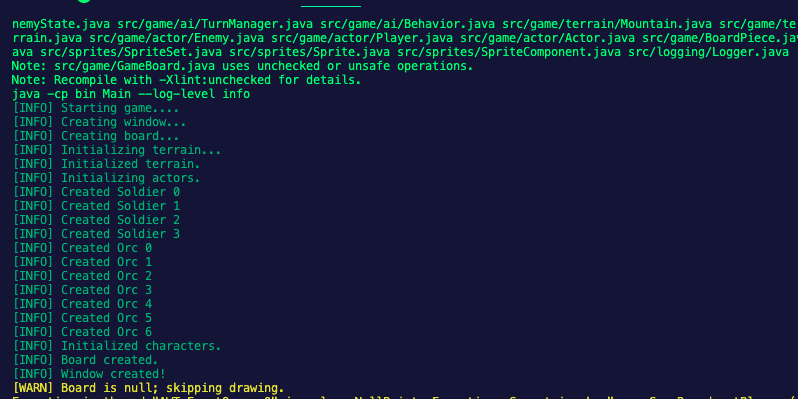 nemyState.java src/game/ai/TurnManager.java src/game/ai/Behavior.java src/game/terrain/Mountain.java src/game/te
rrain.java src/game/actor/Enemy.java src/game/actor/Player.java src/game/actor/Actor.java src/game/BoardPiece.jav
ava src/sprites/SpriteSet.java src/sprites/Sprite.java src/sprites/SpriteComponent.java src/logging/Logger.java
Note: src/game/GameBoard.java uses unchecked or unsafe operations.
Note: Recompile with -Xlint:unchecked for details.
java -cp bin Main --log-level info
[INFO] Starting game....
[INFO] Creating window...
[INFO] Creating board...
[INFO] Initializing terrain...
[INFO] Initialized terrain.
[INFO] Initializing actors.
[INFO] Created Soldier 0
[INFO] Created Soldier 1
[INFO] Created Soldier 2
[INFO] Created Soldier 3
[INFO] Created Orc 0
[INFO] Created Orc 1
[INFO] Created Orc 2
[INFO] Created Orc 3
[INFO] Created Orc 4
[INFO] Created Orc 5
[INFO] Created Orc 6
[INFO] Initialized characters.
[INFO] Board created.
[INFO] Window created!
[WARN] Board is null; skipping drawing.